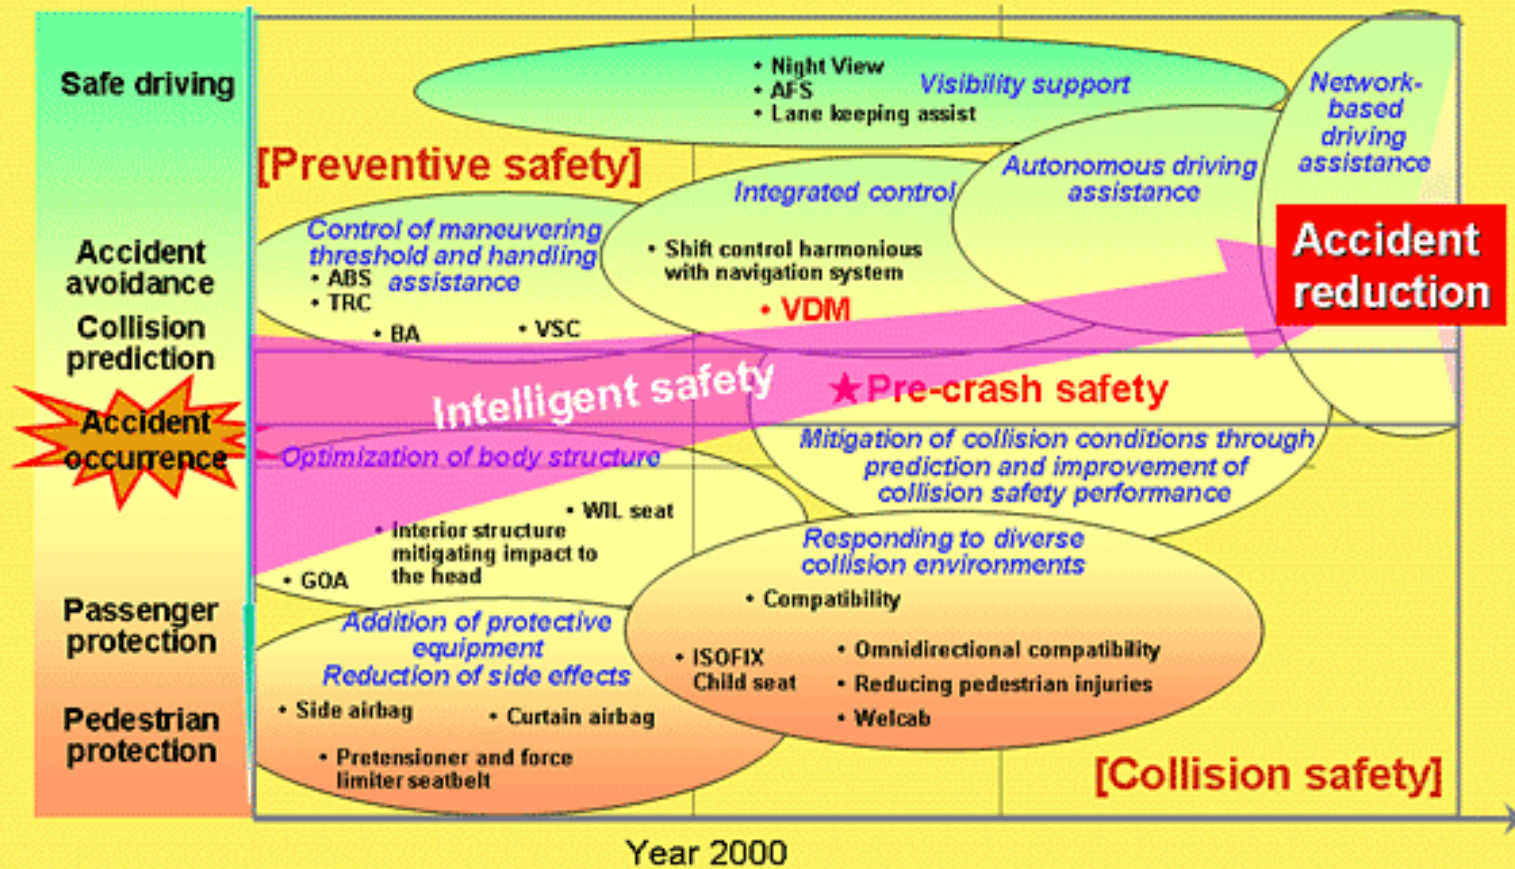 Safe driving
Accident
avoidance
Collision
prediction
Accident
occurrence
Passenger
protection
Pedestrian
protection
• Night View
• AFS
• Lane keeping assist
Visibility support
Network-
based
driving
assistance
[Preventive safety]
Autonomous driving
assistance
Integrated control
• Shift control harmonious
with navigation system
• VDM
Control of maneuvering
threshold and handling
assistance
• ABS
• TRC
• BA
• VSC
Accident
reduction
Intelligent safety
★Pre-crash safety
Mitigation of collision conditions through
prediction and improvement of
collision safety performance
Optimization of body structure
• WIL seat
• Interior structure
mitigating impact to
the head
• GOA
Responding to diverse
collision environments
• Compatibility
• ISOFIX
Child seat
• Omnidirectional compatibility
• Reducing pedestrian injuries
• Welcab
Addition of protective
equipment
Reduction of side effects
• Side airbag
• Curtain airbag
• Pretensioner and force
limiter seatbelt
[Collision safety]
Year 2000